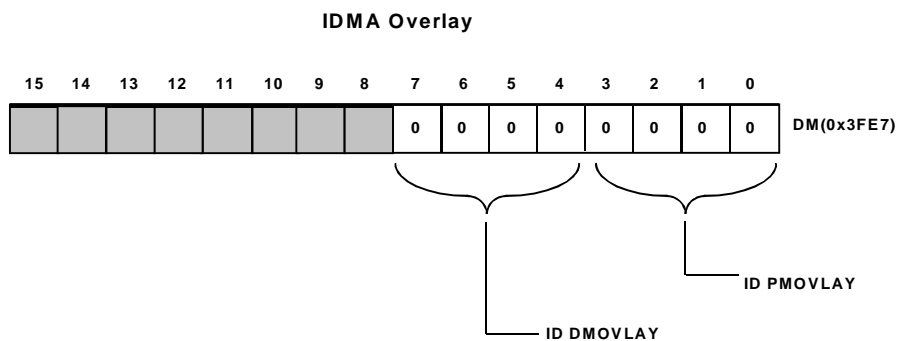 IDMA Overlay
15 14 13 12 11 10 9 8 7 6 5 4 3 2 1 0
0 0 0 0 0 0 0 0 DM(0x3FE7)
ID PMOVLAY
ID DMOVLAY